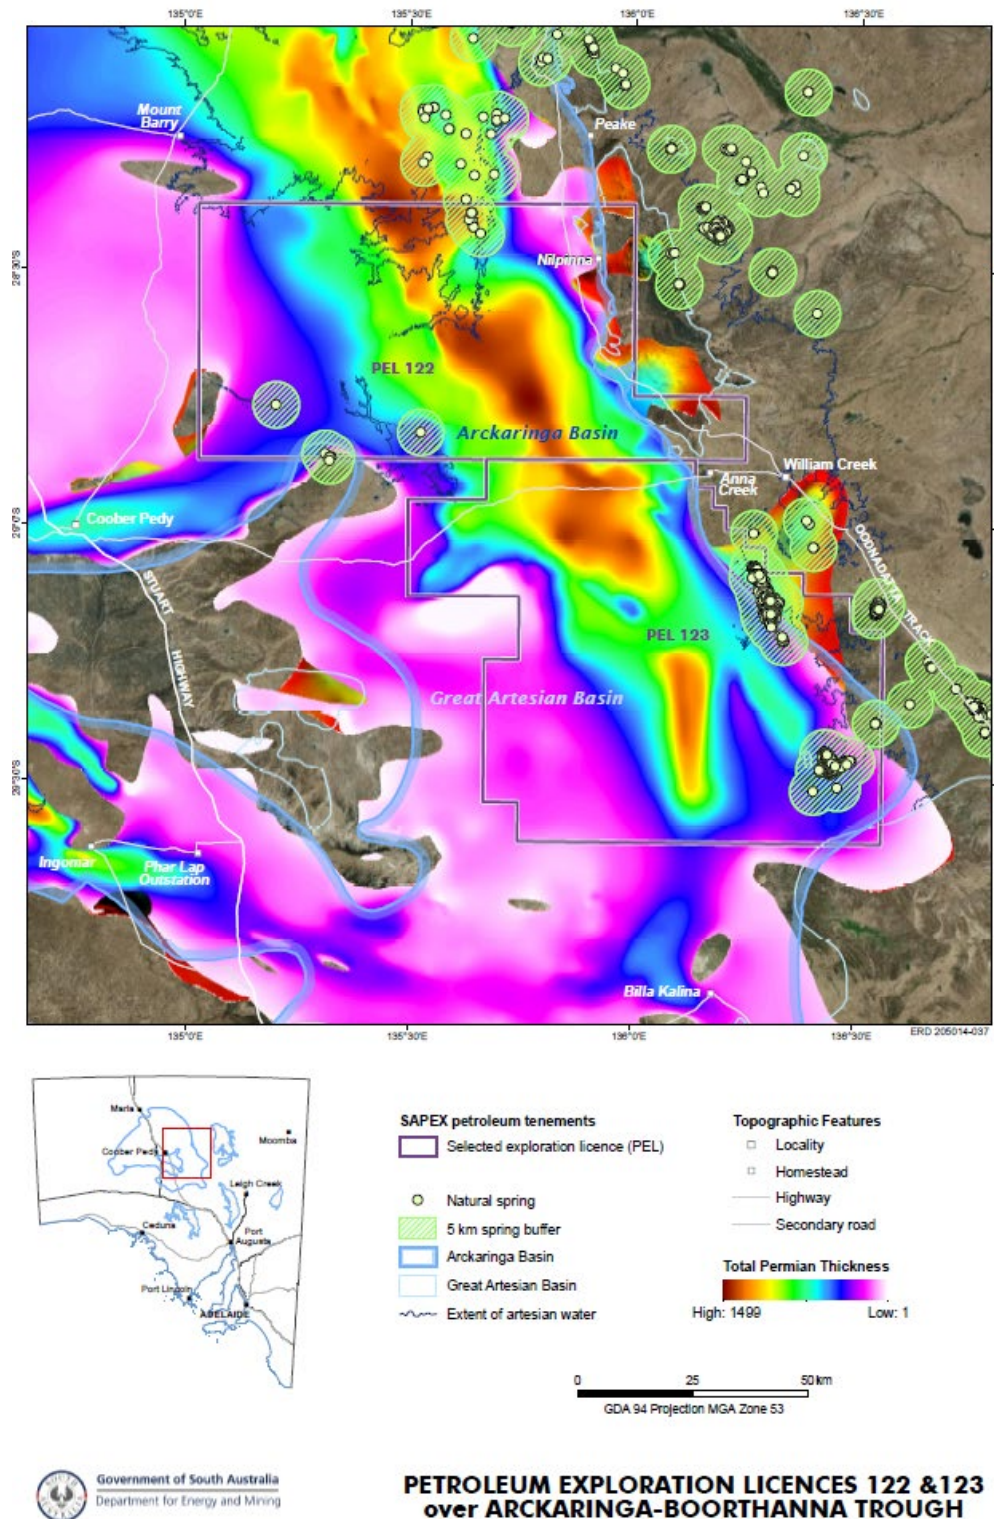 135°0'E
135°30'E
136°0'E
136°30'E
Mount
Barry
Peake
28°30'S
Nilpinna
PEL 122
Arckaringa Basin
William Creek
Anna
Creek
29°0'S
Coober Pedy
OODNADATTA TRACK
STUART
HIGHWAY
PEL 123
Great Artesian Basin
29°30'S
Ingomar
Phar Lap
Outstation
Billa Kalina
135°0'E
135°30'E
136°0'E
136°30'E
ERD 205014-037
Marla
Coober Pedy
Moomba
Leigh Creek
Ceduna
Port
Augusta
Port Lincoln
ADELAIDE
SAPEX petroleum tenements
Selected exploration licence (PEL)
Natural spring
5 km spring buffer
Arckaringa Basin
Great Artesian Basin
Extent of artesian water
Topographic Features
Locality
Homestead
Highway
Secondary road
Total Permian Thickness
High: 1499
Low: 1
0
25
50 km
GDA 94 Projection MGA Zone 53
SOUTH
AUSTRALIA
Government of South Australia
Department for Energy and Mining
PETROLEUM EXPLORATION LICENCES 122 &123
over ARCKARINGA-BOORTHANNA TROUGH